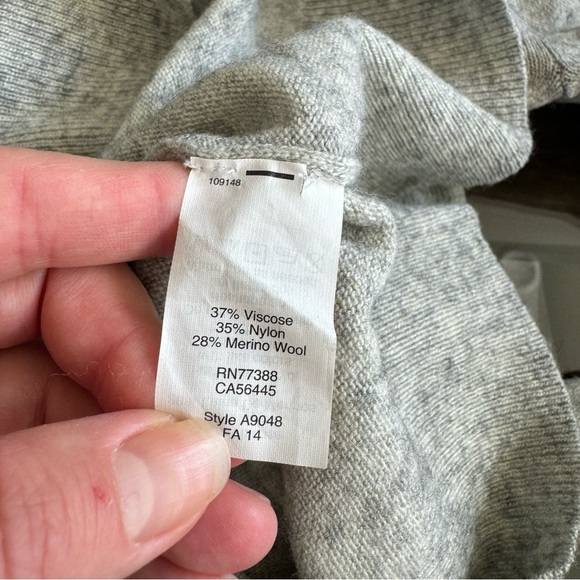 109148
37% Viscose
35% Nylon
28% Merino Wool
RN77388
CA56445
Style A9048
FA 14